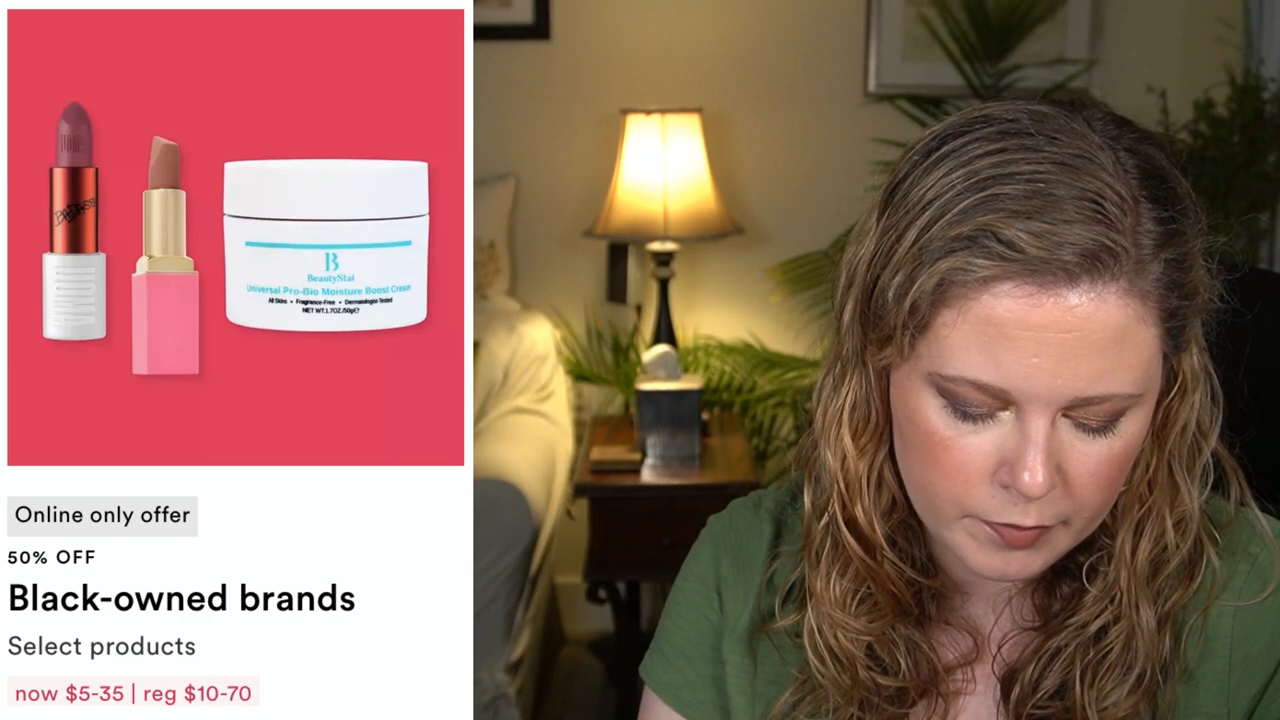 BADASS
B
BeautyStat
Universal Pro-Bio Moisture Boost Cream
All Skins • Fragrance-Free • Dermatologist-Tested
NET WT.1.7OZ./50g℮
Online only offer
50% OFF
Black-owned brands
Select products
now $5-35 | reg $10-70